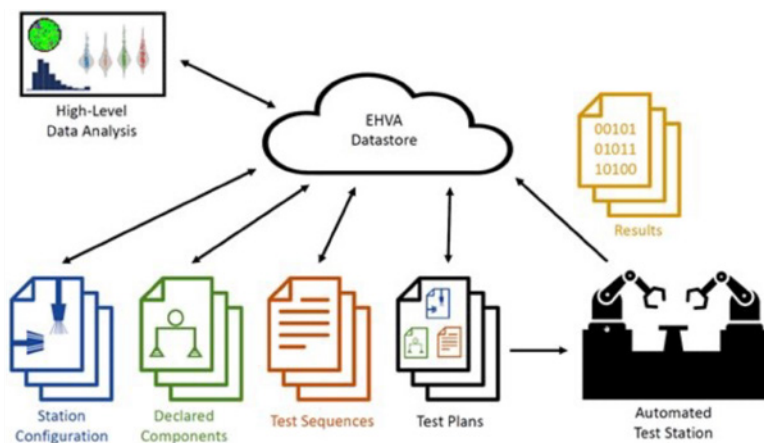 High-Level
Data Analysis
EHVA
Datastore
00101
01011
10100
Results
Station
Configuration
Declared
Components
Test Sequences
Test Plans
Automated
Test Station